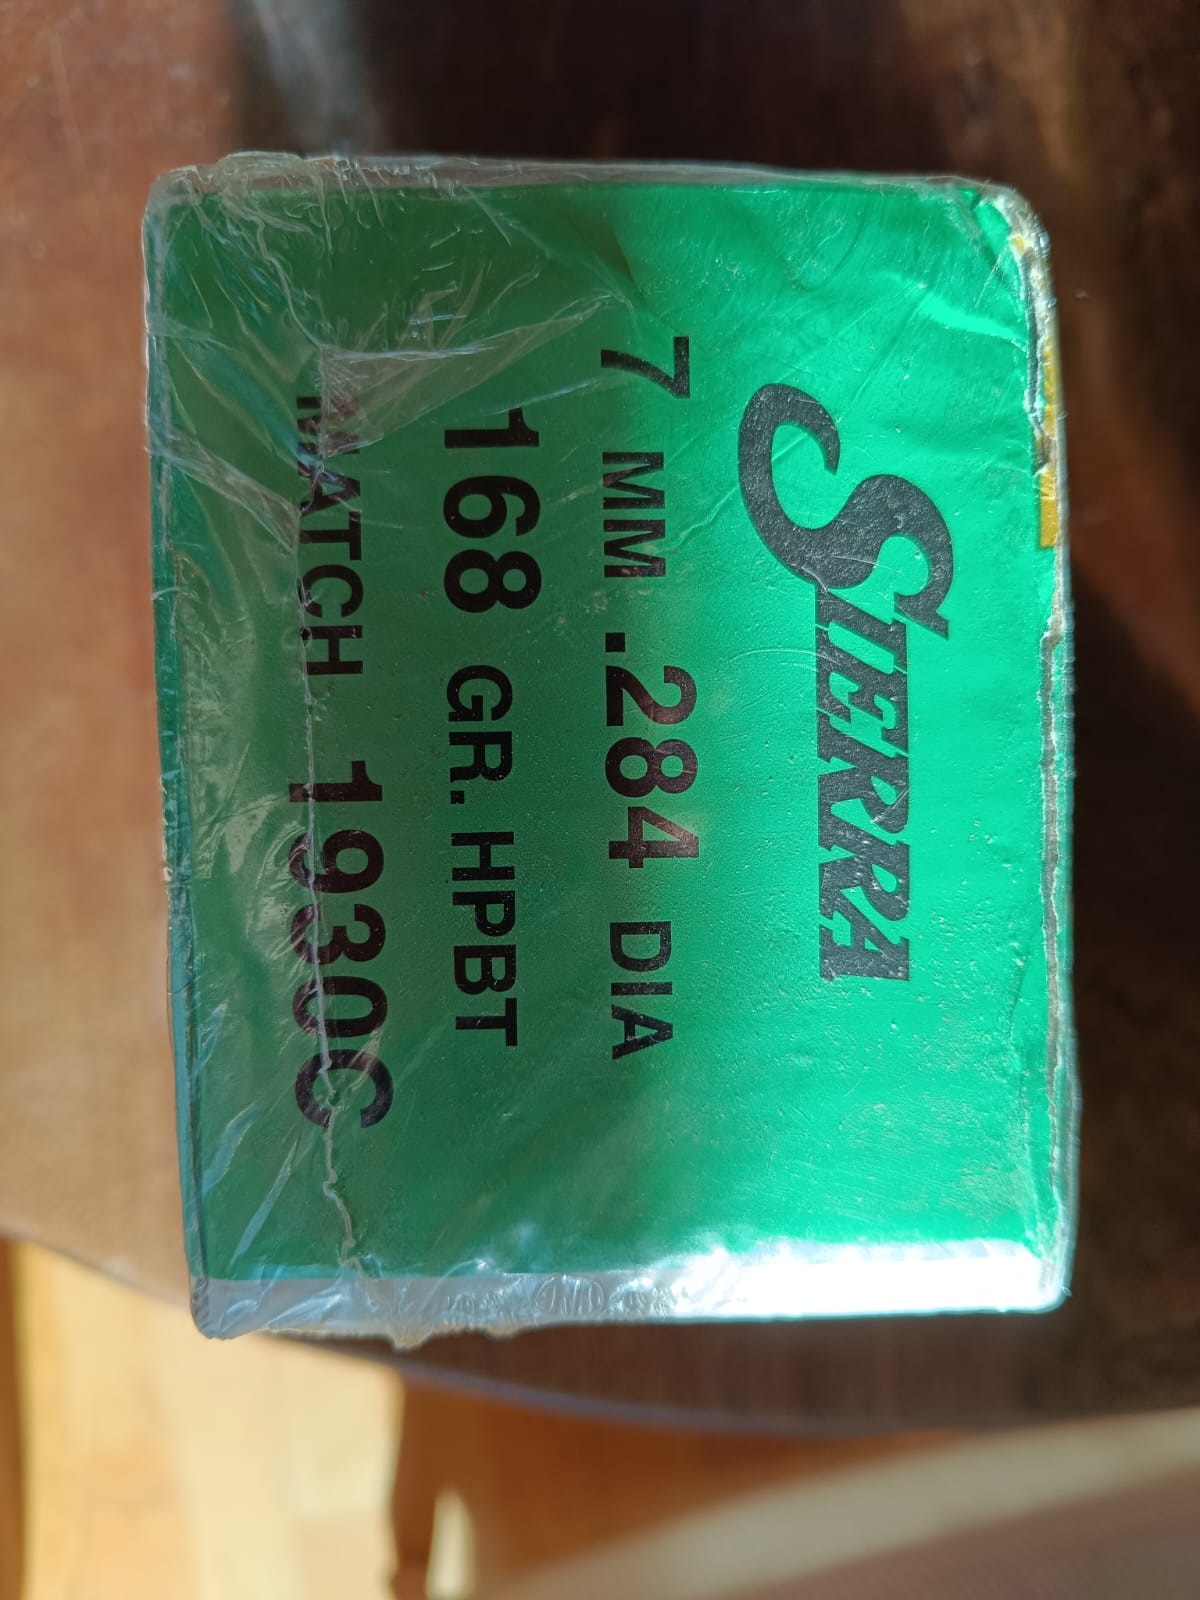 SIERRA
7 MM .284 DIA
168 GR. HPBT
MATCH 1930C